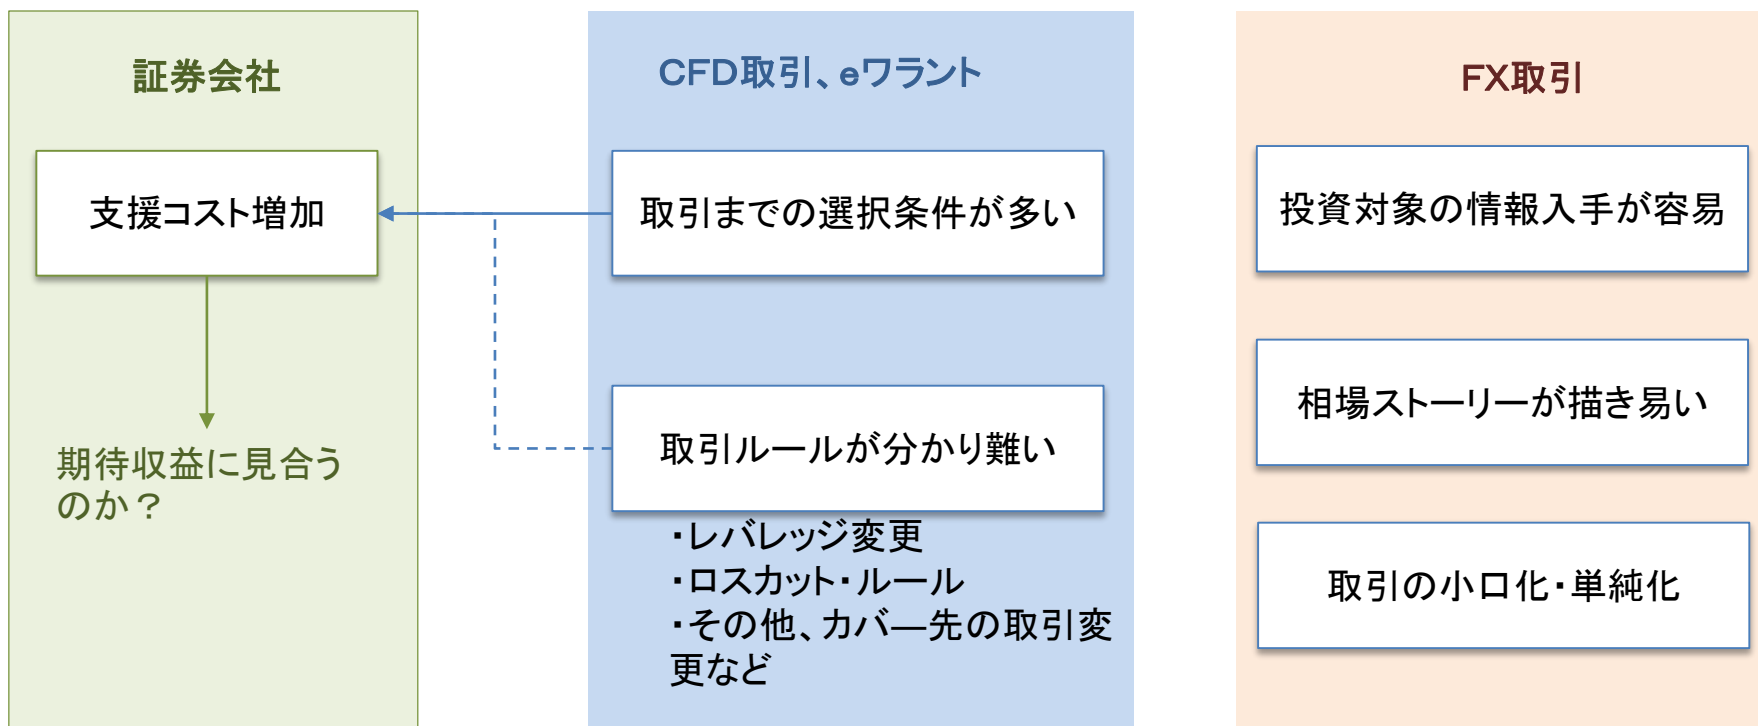 証券会社
支援コスト増加
期待収益に見合う
のか？
CFD取引、eワラント
取引までの選択条件が多い
取引ルールが分かり難い
・レバレッジ変更
・ロスカット・ルール
・その他、カバ―先の取引変
更など
FX取引
投資対象の情報入手が容易
相場ストーリーが描き易い
取引の小口化・単純化